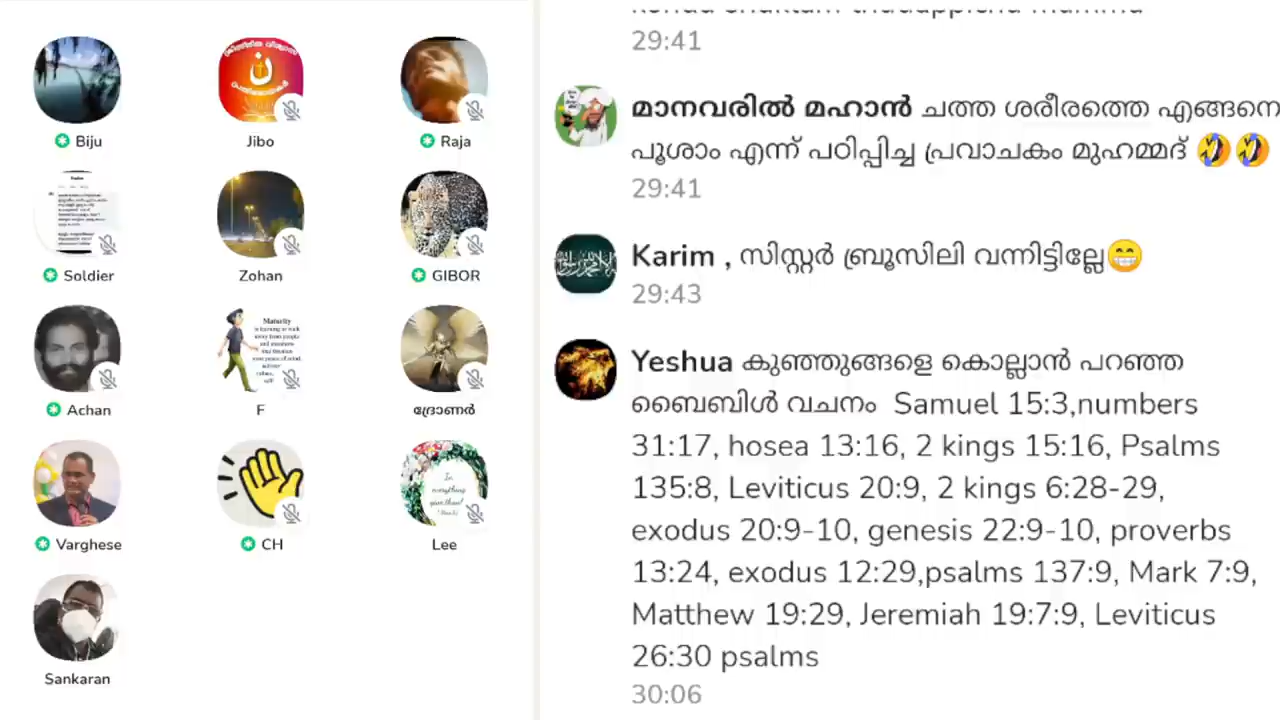 Biju
Jibo
Raja
Soldier
Zohan
GIBOR
Maturity
Achan
F
ദ്രോണർ
Varghese
CH
Lee
Sankaran
29:41
മാനവരിൽ മഹാൻ ചത്ത ശരീരത്തെ എങ്ങനെ
പൂശാം എന്ന് പഠിപ്പിച്ച പ്രവാചകം മുഹമ്മദ് 🤣🤣
29:41
Karim , സിസ്റ്റർ ബ്രൂസിലി വന്നിട്ടില്ലേ😁
29:43
Yeshua കുഞ്ഞുങ്ങളെ കൊല്ലാൻ പറഞ്ഞ
ബൈബിൾ വചനം Samuel 15:3,numbers
31:17, hosea 13:16, 2 kings 15:16, Psalms
135:8, Leviticus 20:9, 2 kings 6:28-29,
exodus 20:9-10, genesis 22:9-10, proverbs
13:24, exodus 12:29,psalms 137:9, Mark 7:9,
Matthew 19:29, Jeremiah 19:7:9, Leviticus
26:30 psalms
30:06